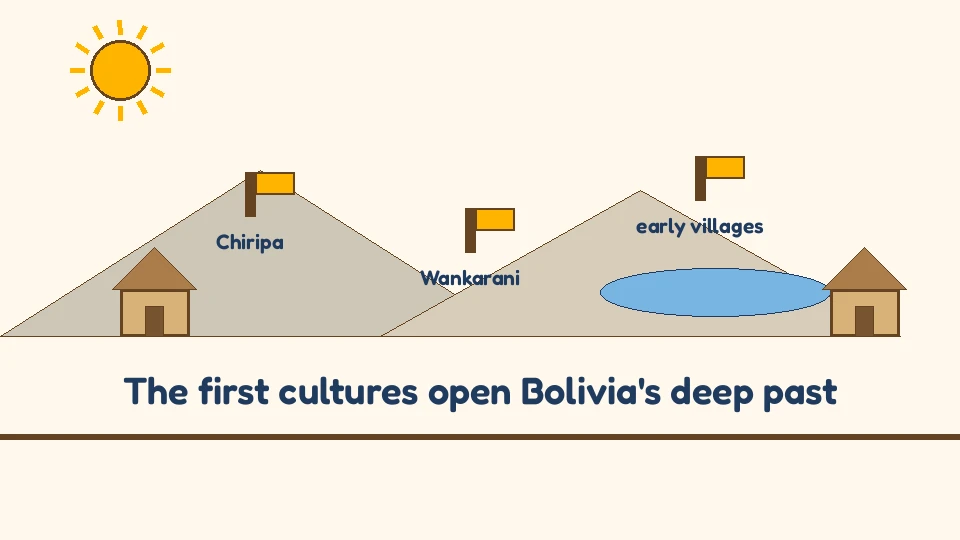 Chiripa
Wankarani
early villages
The first cultures open Bolivia's deep past